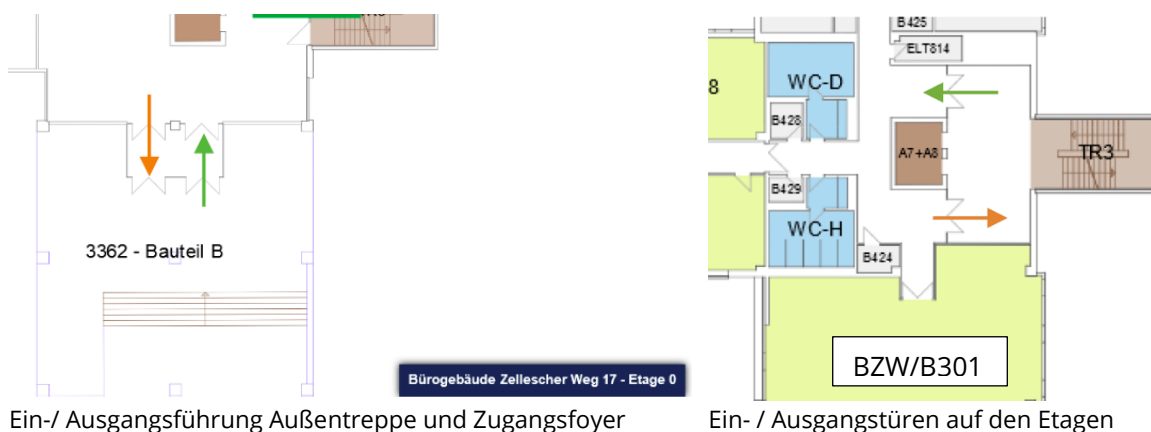 B425
ELT814
8
WC-D
B428
A7+A8
TR3
B429
WC-H
3362 - Bauteil B
B424
BZW/B301
Bürogebäude Zellescher Weg 17 - Etage 0
Ein-/ Ausgangsführung Außentreppe und Zugangsfoyer
Ein- / Ausgangstüren auf den Etagen